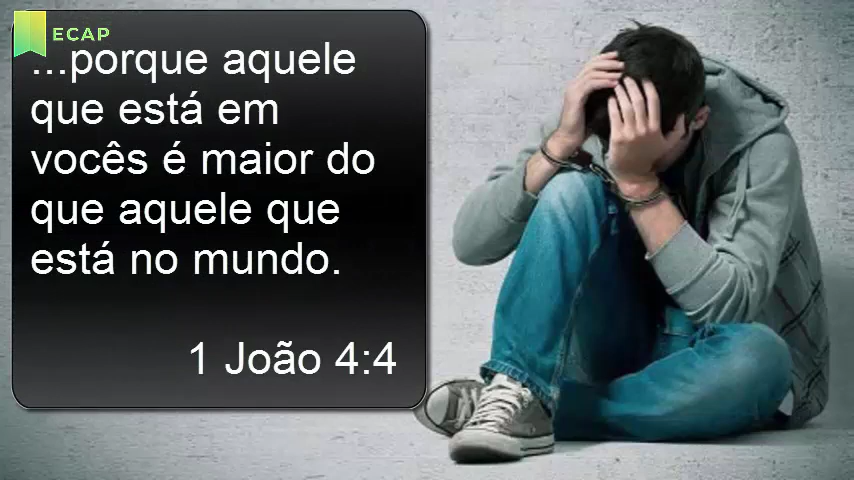 ECAP
...porque aquele
que está em
vocês é maior do
que aquele que
está no mundo.
1 João 4:4